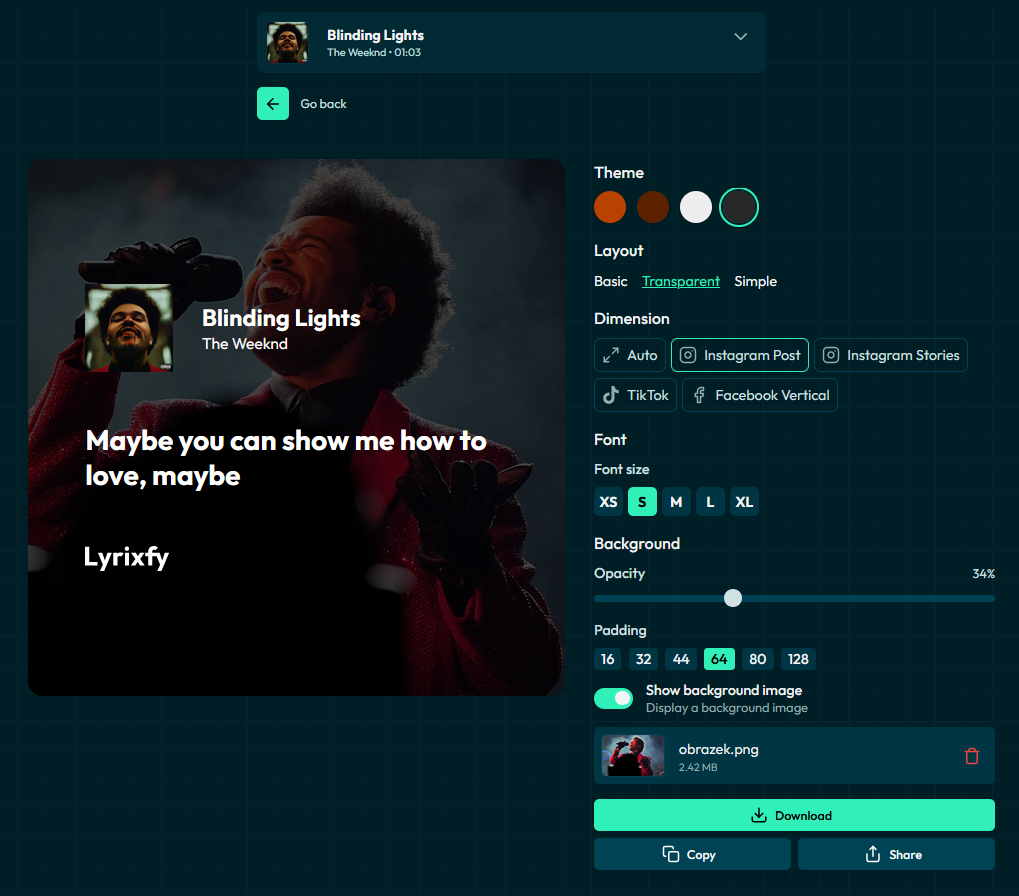 Blinding Lights
The Weeknd • 01:03
Go back
Blinding Lights
The Weeknd
Maybe you can show me how to
love, maybe
Lyrixfy
Theme
Layout
Basic Transparent Simple
Dimension
Auto Instagram Post Instagram Stories
TikTok Facebook Vertical
Font
Font size
XS S M L XL
Background
Opacity 34%
Padding
16 32 44 64 80 128
Show background image
Display a background image
obrazek.png
2.42 MB
Download
Copy Share